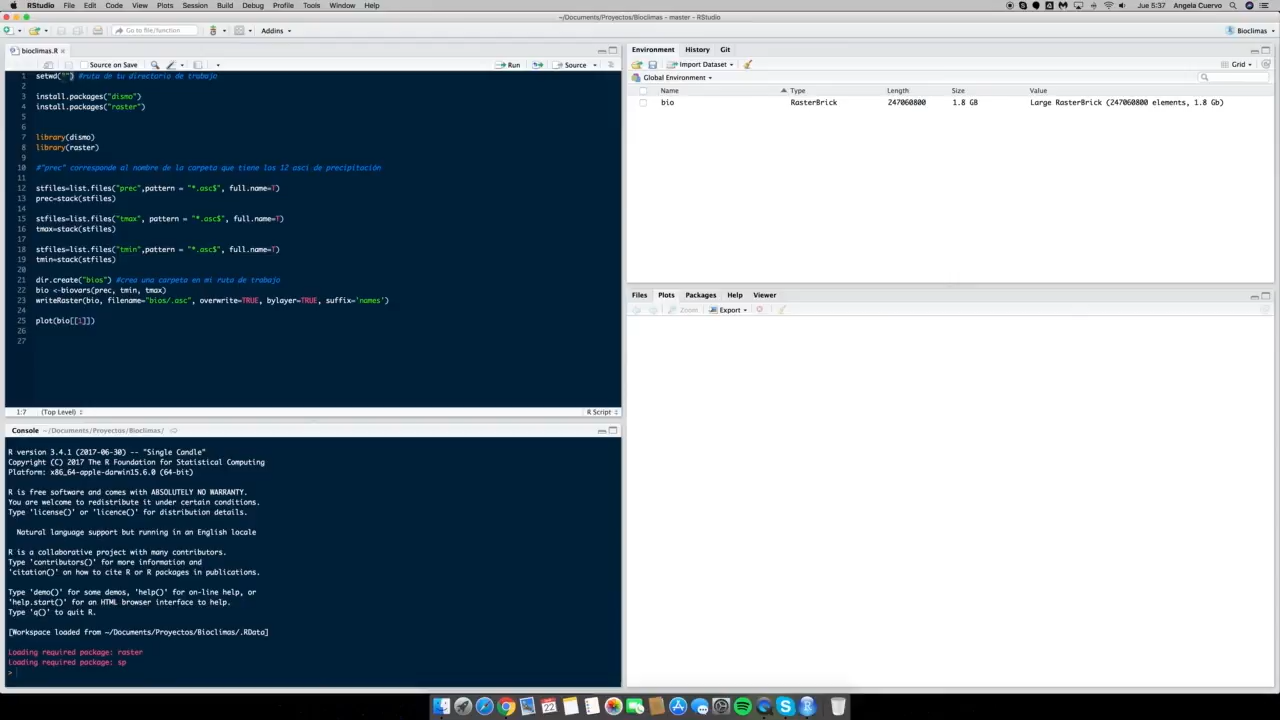 RStudio File Edit Code View Plots Session Build Debug Profile Tools Window Help Jue 5:37 Angela Cuervo
~/Documents/Proyectos/Bioclimas - master - RStudio
Go to file/function Addins Bioclimas
bioclimas.R
Source on Save Run Source
1 setwd("") #ruta de tu directorio de trabajo
2
3 install.packages("dismo")
4 install.packages("raster")
5
6
7 library(dismo)
8 library(raster)
9
10 #"prec" corresponde al nombre de la carpeta que tiene los 12 asci de precipitación
11
12 stfiles=list.files("prec",pattern = "*.asc$", full.name=T)
13 prec=stack(stfiles)
14
15 stfiles=list.files("tmax", pattern = "*.asc$", full.name=T)
16 tmax=stack(stfiles)
17
18 stfiles=list.files("tmin",pattern = "*.asc$", full.name=T)
19 tmin=stack(stfiles)
20
21 dir.create("bios") #crea una carpeta en mi ruta de trabajo
22 bio <-biovars(prec, tmin, tmax)
23 writeRaster(bio, filename="bios/.asc", overwrite=TRUE, bylayer=TRUE, suffix='names')
24
25 plot(bio[[1]])
26
27
1:7 (Top Level) R Script
Console ~/Documents/Proyectos/Bioclimas/
R version 3.4.1 (2017-06-30) -- "Single Candle"
Copyright (C) 2017 The R Foundation for Statistical Computing
Platform: x86_64-apple-darwin15.6.0 (64-bit)
R is free software and comes with ABSOLUTELY NO WARRANTY.
You are welcome to redistribute it under certain conditions.
Type 'license()' or 'licence()' for distribution details.
Natural language support but running in an English locale
R is a collaborative project with many contributors.
Type 'contributors()' for more information and
'citation()' on how to cite R or R packages in publications.
Type 'demo()' for some demos, 'help()' for on-line help, or
'help.start()' for an HTML browser interface to help.
Type 'q()' to quit R.
[Workspace loaded from ~/Documents/Proyectos/Bioclimas/.RData]
Loading required package: raster
Loading required package: sp
>
Environment History Git
Import Dataset Grid
Global Environment
Name Type Length Size Value
bio RasterBrick 247060800 1.8 GB Large RasterBrick (247060800 elements, 1.8 Gb)
Files Plots Packages Help Viewer
Zoom Export
22